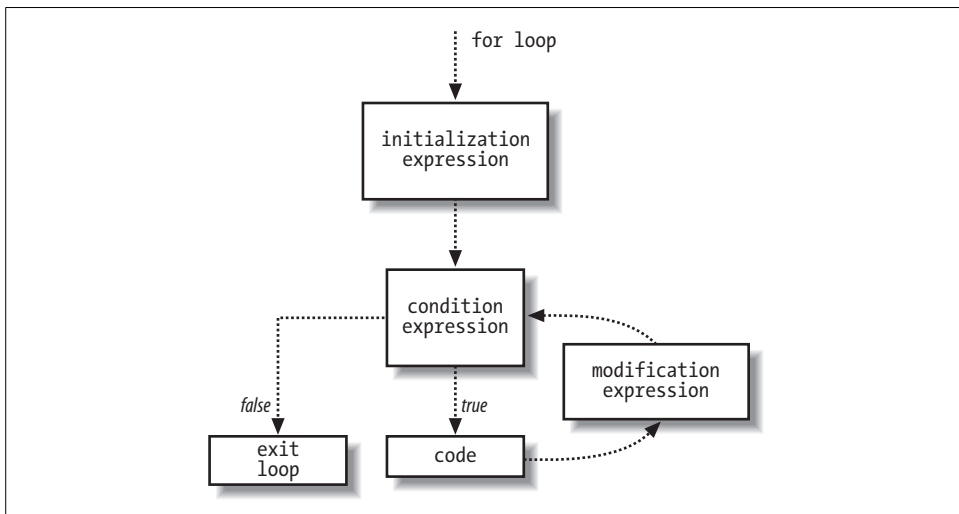 for loop
initialization
expression
condition
expression
modification
expression
false
true
exit
loop
code